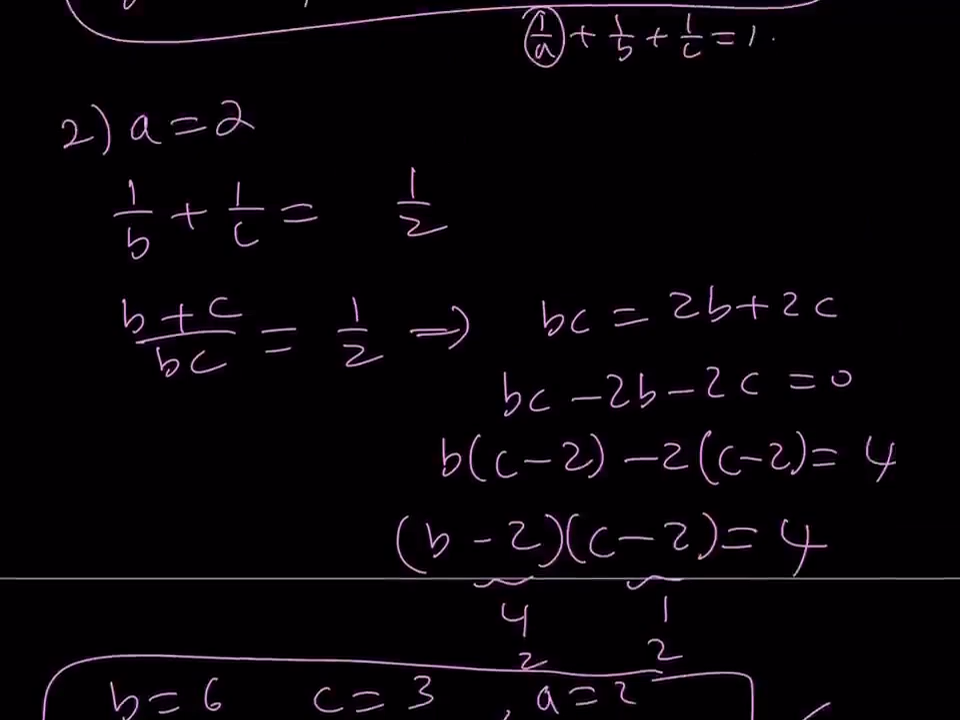 1/a + 1/b + 1/c = 1.
2) a = 2
1/b + 1/c = 1/2
(b + c)/bc = 1/2 ⇒ bc = 2b + 2c
bc - 2b - 2c = 0
b(c - 2) - 2(c - 2) = 4
(b - 2)(c - 2) = 4
4 1
2 2
b = 6 c = 3, a = 2